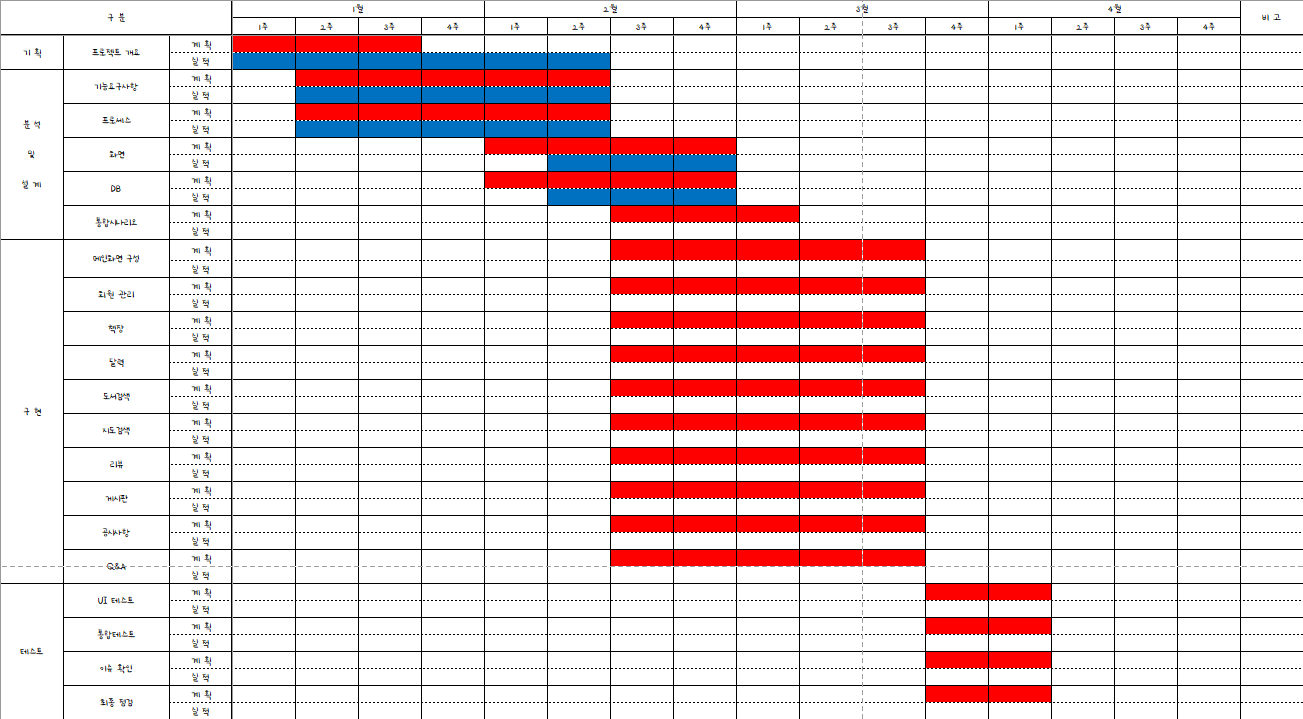 구 분 1월 2월 3월 4월 비 고
1주 2주 3주 4주 1주 2주 3주 4주 1주 2주 3주 4주 1주 2주 3주 4주
기 획 프로젝트 개요 계 획
실 적
분 석
및
설 계
기능요구사항 계 획
실 적
프로세스 계 획
실 적
화면 계 획
실 적
DB 계 획
실 적
통합시나리오 계 획
실 적
구 현
메인화면 구성 계 획
실 적
회원 관리 계 획
실 적
책장 계 획
실 적
달력 계 획
실 적
도서검색 계 획
실 적
지도검색 계 획
실 적
리뷰 계 획
실 적
게시판 계 획
실 적
공지사항 계 획
실 적
Q&A 계 획
실 적
테스트
UI 테스트 계 획
실 적
통합테스트 계 획
실 적
이슈 확인 계 획
실 적
최종 점검 계 획
실 적